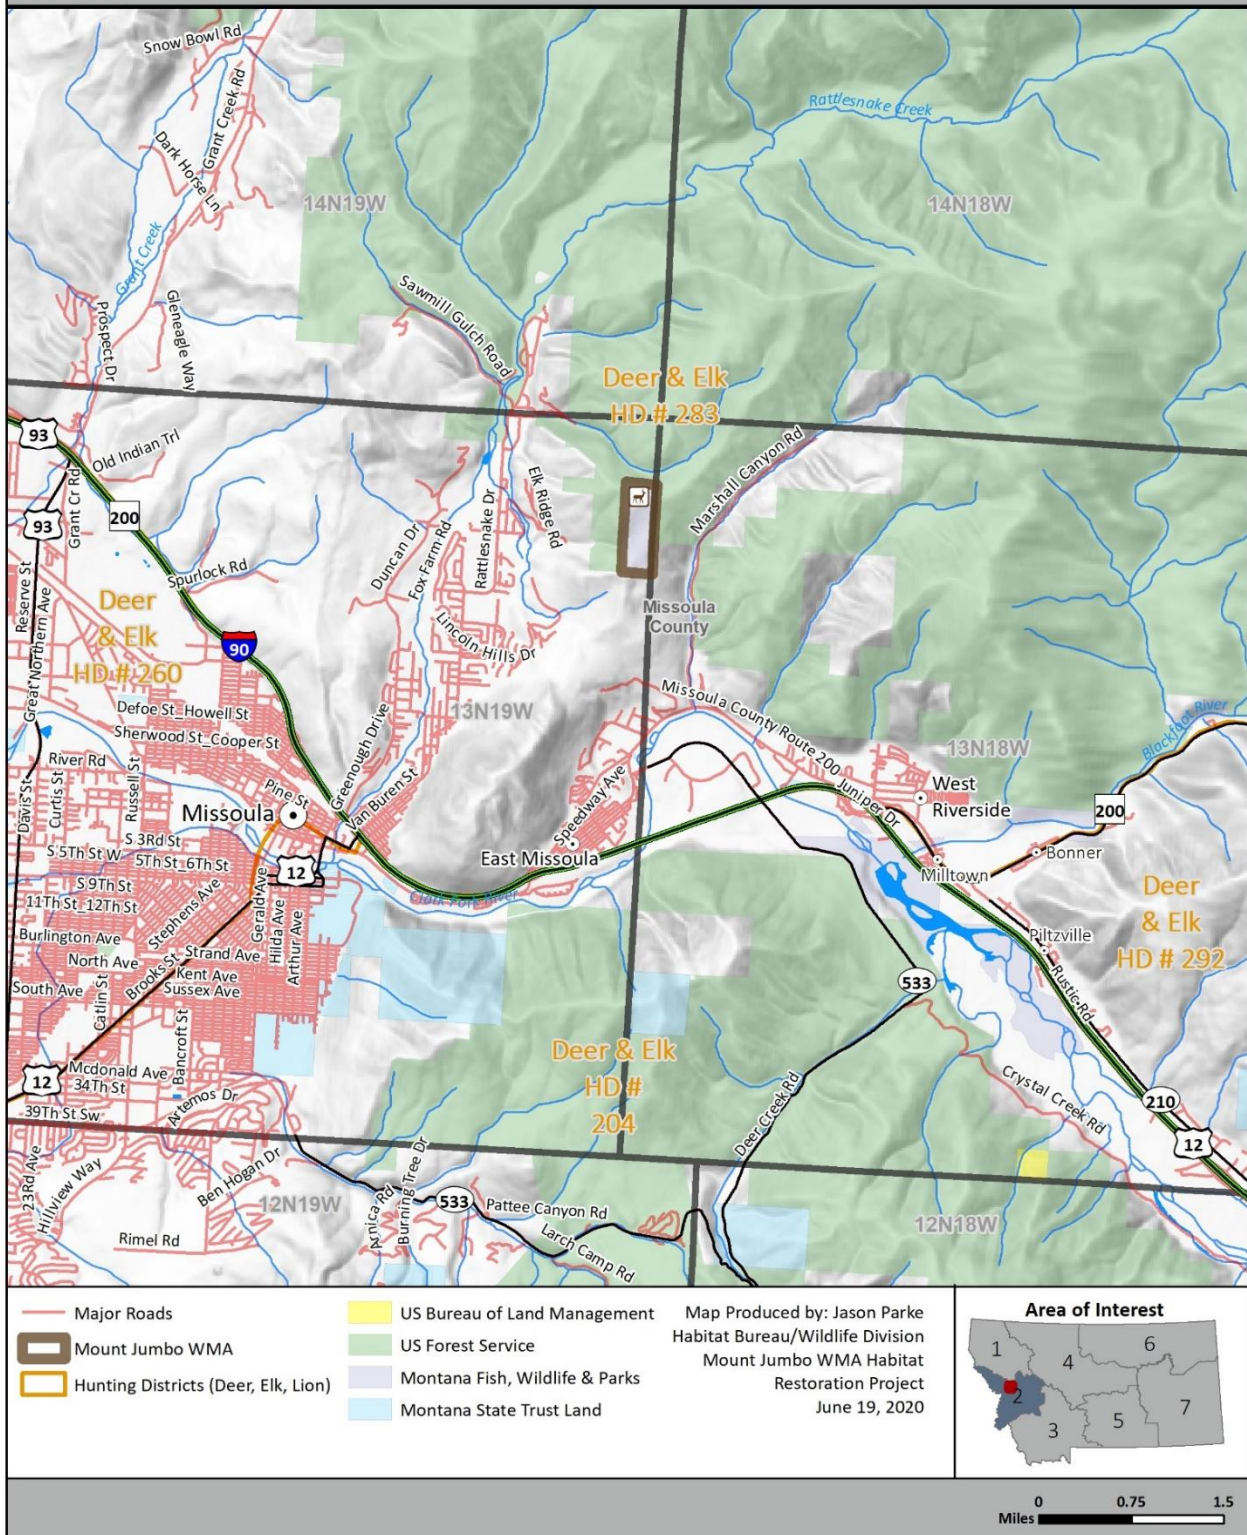 Snow Bowl Rd
Grant Creek Rd
Dark Horse Ln
Rattlesnake Creek
14N19W
14N18W
Grant Creek
Gleneagle Way
Prospect Dr
Sawmill Gulch Road
Deer & Elk
HD # 283
93
Old Indian Trl
Grant Cr Rd
200
93
Marshall Canyon Rd
Elk Ridge Rd
Rattlesnake Dr
Duncan Dr
Fox Farm Rd
Spurlock Rd
Reserve St
Great Northern Ave
Deer
& Elk
HD # 260
90
Missoula
County
Lincoln Hills Dr
Defoe St_Howell St
Sherwood St_Cooper St
13N19W
Missoula County Route 200
13N18W
Blackfoot River
River Rd
Davis St
Curtis St
Russell St
Pine St
Greenough Drive
Van Buren St
Missoula
Speedway Ave
Juniper Dr
West
Riverside
200
S 3Rd St
S 5Th St W
5Th St_6Th St
12
East Missoula
Bonner
Milltown
S 9Th St
11Th St_12Th St
Stephens Ave
Gerald Ave
Hilda Ave
Arthur Ave
Clark Fork River
Deer
& Elk
HD # 292
Burlington Ave
Strand Ave
North Ave
Brooks St
Kent Ave
Sussex Ave
South Ave
Catlin St
Piltzville
Rustic Rd
533
Deer & Elk
HD #
204
Bancroft St
Mcdonald Ave
34Th St
12
39Th St Sw
Artemos Dr
Deer Creek Rd
Crystal Creek Rd
210
12
23Rd Ave
Hillview Way
Ben Hogan Dr
12N19W
Arnica Rd
Burning Tree Dr
533
Pattee Canyon Rd
Larch Camp Rd
Rimel Rd
12N18W
Major Roads
Mount Jumbo WMA
Hunting Districts (Deer, Elk, Lion)
US Bureau of Land Management
US Forest Service
Montana Fish, Wildlife & Parks
Montana State Trust Land
Map Produced by: Jason Parke
Habitat Bureau/Wildlife Division
Mount Jumbo WMA Habitat
Restoration Project
June 19, 2020
Area of Interest
1
4
6
2
3
5
7
0 0.75 1.5
Miles